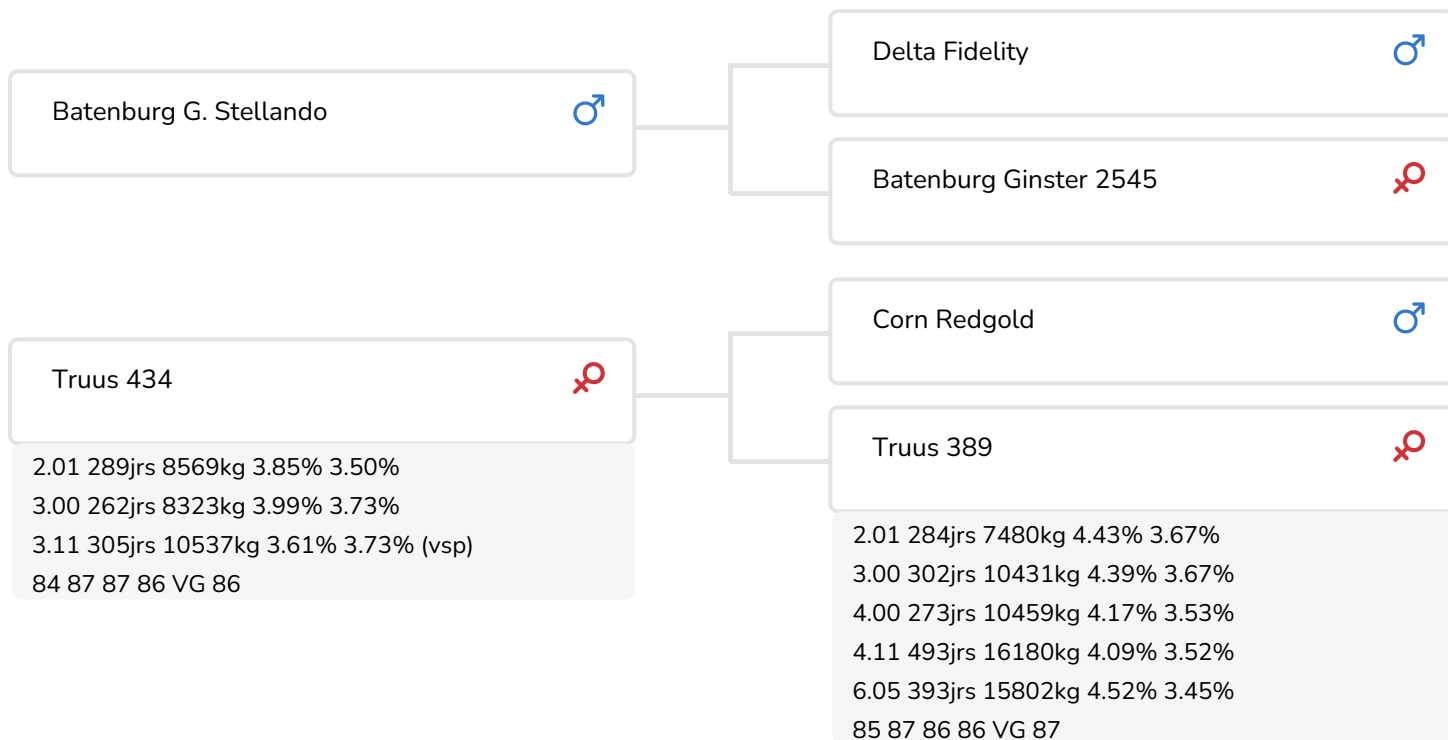 Batenburg G. Stellando
Delta Fidelity
Batenburg Ginster 2545
Truus 434
2.01 289jrs 8569kg 3.85% 3.50%
3.00 262jrs 8323kg 3.99% 3.73%
3.11 305jrs 10537kg 3.61% 3.73% (vsp)
84 87 87 86 VG 86
Corn Redgold
Truus 389
2.01 284jrs 7480kg 4.43% 3.67%
3.00 302jrs 10431kg 4.39% 3.67%
4.00 273jrs 10459kg 4.17% 3.53%
4.11 493jrs 16180kg 4.09% 3.52%
6.05 393jrs 15802kg 4.52% 3.45%
85 87 86 86 VG 87